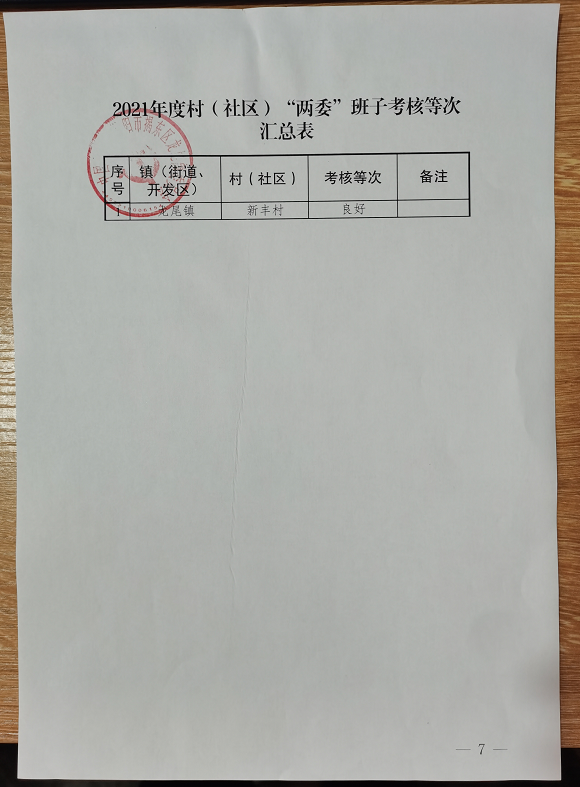 2021年度村（社区）“两委”班子考核等次
汇总表
序号 镇（街道、开发区） 村（社区） 考核等次 备注
1 龙尾镇 新丰村 良好
— 7 —